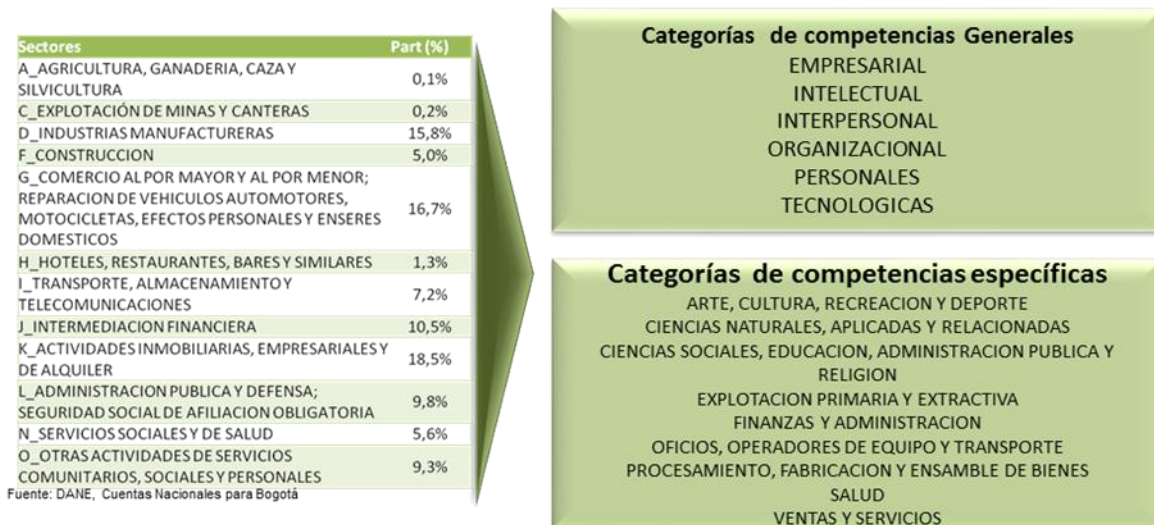 Sectores Part (%)
A_AGRICULTURA, GANADERIA, CAZA Y
SILVICULTURA 0,1%
C_EXPLOTACIÓN DE MINAS Y CANTERAS 0,2%
D_INDUSTRIAS MANUFACTURERAS 15,8%
F_CONSTRUCCION 5,0%
G_COMERCIO AL POR MAYOR Y AL POR MENOR;
REPARACION DE VEHICULOS AUTOMOTORES,
MOTOCICLETAS, EFECTOS PERSONALES Y ENSERES
DOMESTICOS 16,7%
H_HOTELES, RESTAURANTES, BARES Y SIMILARES 1,3%
I_TRANSPORTE, ALMACENAMIENTO Y
TELECOMUNICACIONES 7,2%
J_INTERMEDIACION FINANCIERA 10,5%
K_ACTIVIDADES INMOBILIARIAS, EMPRESARIALES Y
DE ALQUILER 18,5%
L_ADMINISTRACION PUBLICA Y DEFENSA;
SEGURIDAD SOCIAL DE AFILIACION OBLIGATORIA 9,8%
N_SERVICIOS SOCIALES Y DE SALUD 5,6%
O_OTRAS ACTIVIDADES DE SERVICIOS
COMUNITARIOS, SOCIALES Y PERSONALES 9,3%
Fuente: DANE, Cuentas Nacionales para Bogotá
Categorías de competencias Generales
EMPRESARIAL
INTELECTUAL
INTERPERSONAL
ORGANIZACIONAL
PERSONALES
TECNOLOGICAS
Categorías de competencias específicas
ARTE, CULTURA, RECREACION Y DEPORTE
CIENCIAS NATURALES, APLICADAS Y RELACIONADAS
CIENCIAS SOCIALES, EDUCACION, ADMINISTRACION PUBLICA Y
RELIGION
EXPLOTACION PRIMARIA Y EXTRACTIVA
FINANZAS Y ADMINISTRACION
OFICIOS, OPERADORES DE EQUIPO Y TRANSPORTE
PROCESAMIENTO, FABRICACION Y ENSAMBLE DE BIENES
SALUD
VENTAS Y SERVICIOS